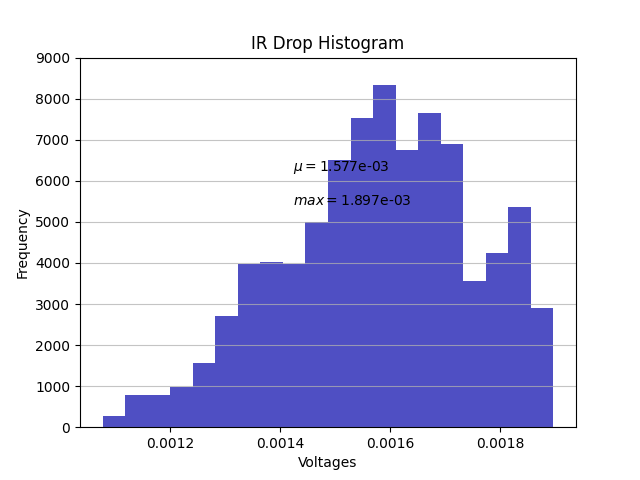 IR Drop Histogram
9000
8000
7000
6000
5000
4000
3000
2000
1000
0
Frequency
μ = 1.577e-03
max = 1.897e-03
0.0012 0.0014 0.0016 0.0018
Voltages